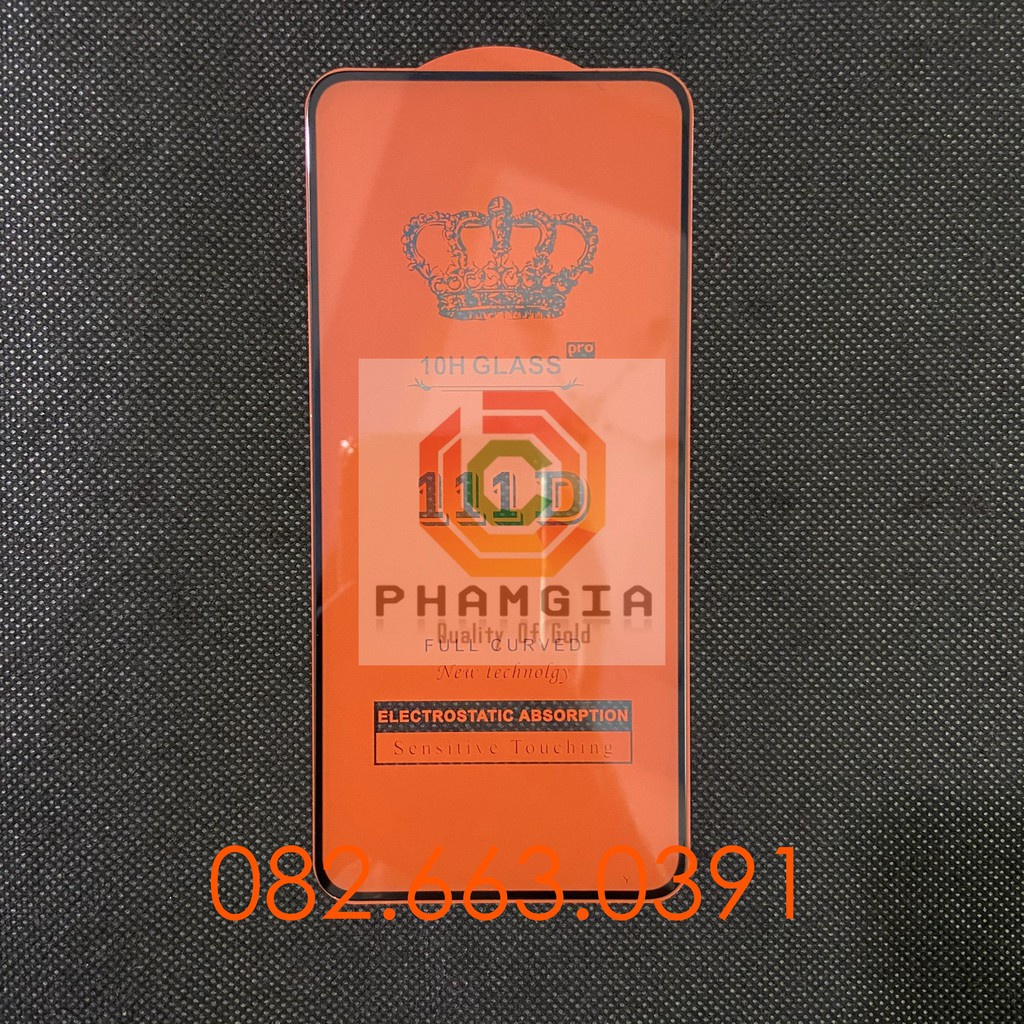 10H GLASS pro
111D
PHAMGIA
Quality Of Gold
FULL CURVED
New technolgy
ELECTROSTATIC ABSORPTION
Sensitive Touching
082.663.0391